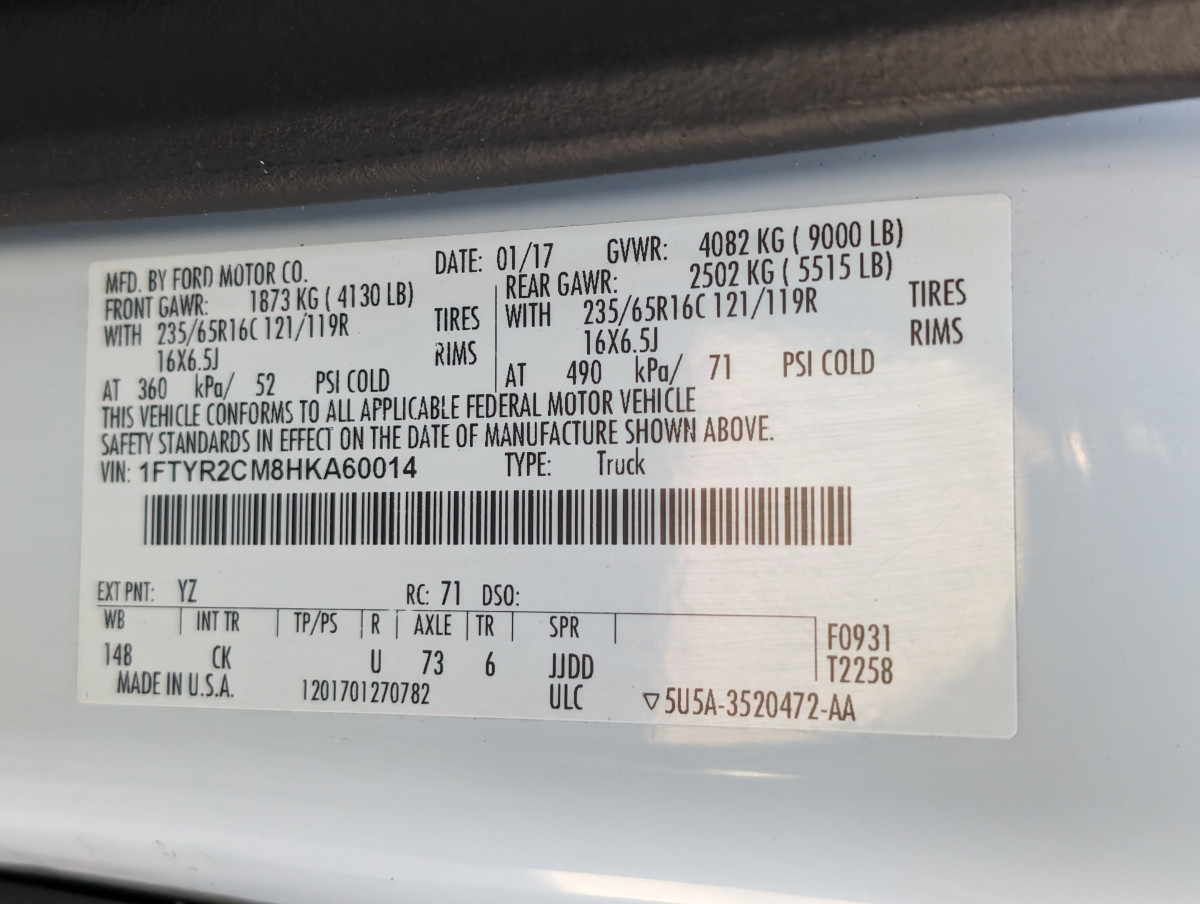 MFD. BY FORD MOTOR CO. DATE: 01/17 GVWR: 4082 KG ( 9000 LB)
FRONT GAWR: 1873 KG ( 4130 LB) REAR GAWR: 2502 KG ( 5515 LB)
WITH 235/65R16C 121/119R TIRES WITH 235/65R16C 121/119R TIRES
16X6.5J RIMS 16X6.5J RIMS
AT 360 kPa/ 52 PSI COLD AT 490 kPa/ 71 PSI COLD
THIS VEHICLE CONFORMS TO ALL APPLICABLE FEDERAL MOTOR VEHICLE
SAFETY STANDARDS IN EFFECT ON THE DATE OF MANUFACTURE SHOWN ABOVE.
VIN: 1FTYR2CM8HKA60014 TYPE: Truck
EXT PNT: YZ RC: 71 DSO:
WB INT TR TP/PS R AXLE TR SPR F0931
148 CK U 73 6 JJDD T2258
MADE IN U.S.A. 1201701270782 ULC ▽5U5A-3520472-AA